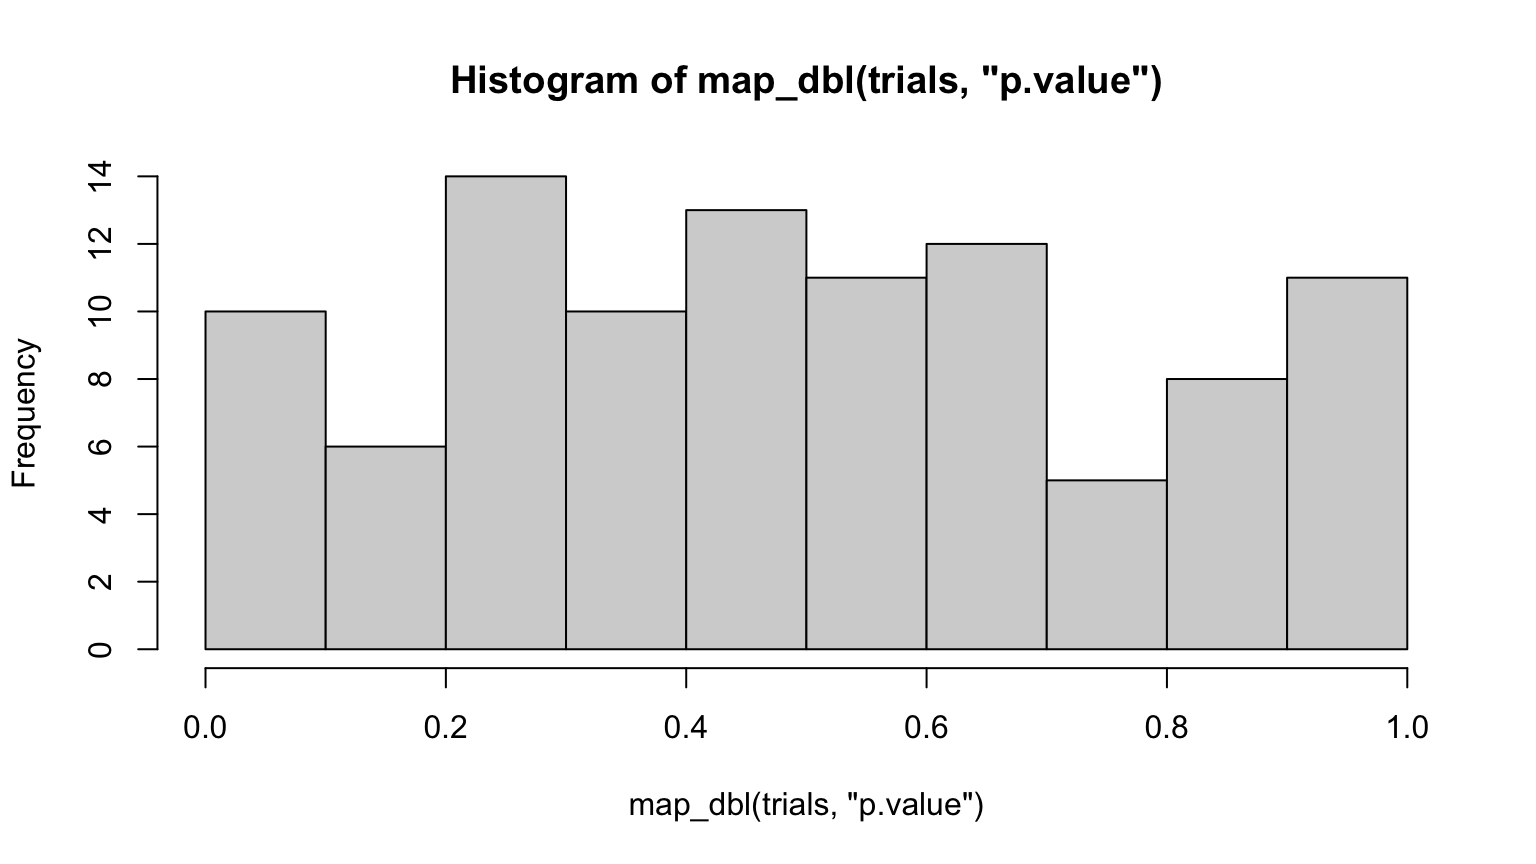 Histogram of map_dbl(trials, "p.value")
Frequency
14
12
10
8
6
4
2
0
0.0 0.2 0.4 0.6 0.8 1.0
map_dbl(trials, "p.value")